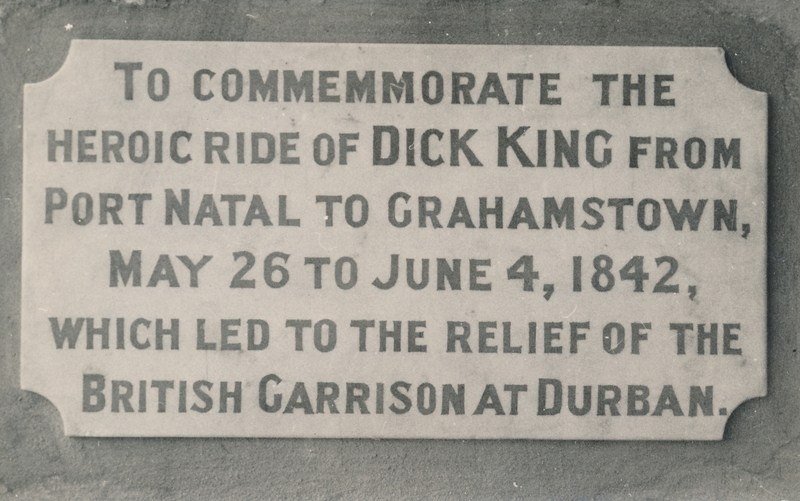 TO COMMEMMORATE THE
HEROIC RIDE OF DICK KING FROM
PORT NATAL TO GRAHAMSTOWN,
MAY 26 TO JUNE 4, 1842,
WHICH LED TO THE RELIEF OF THE
BRITISH GARRISON AT DURBAN.